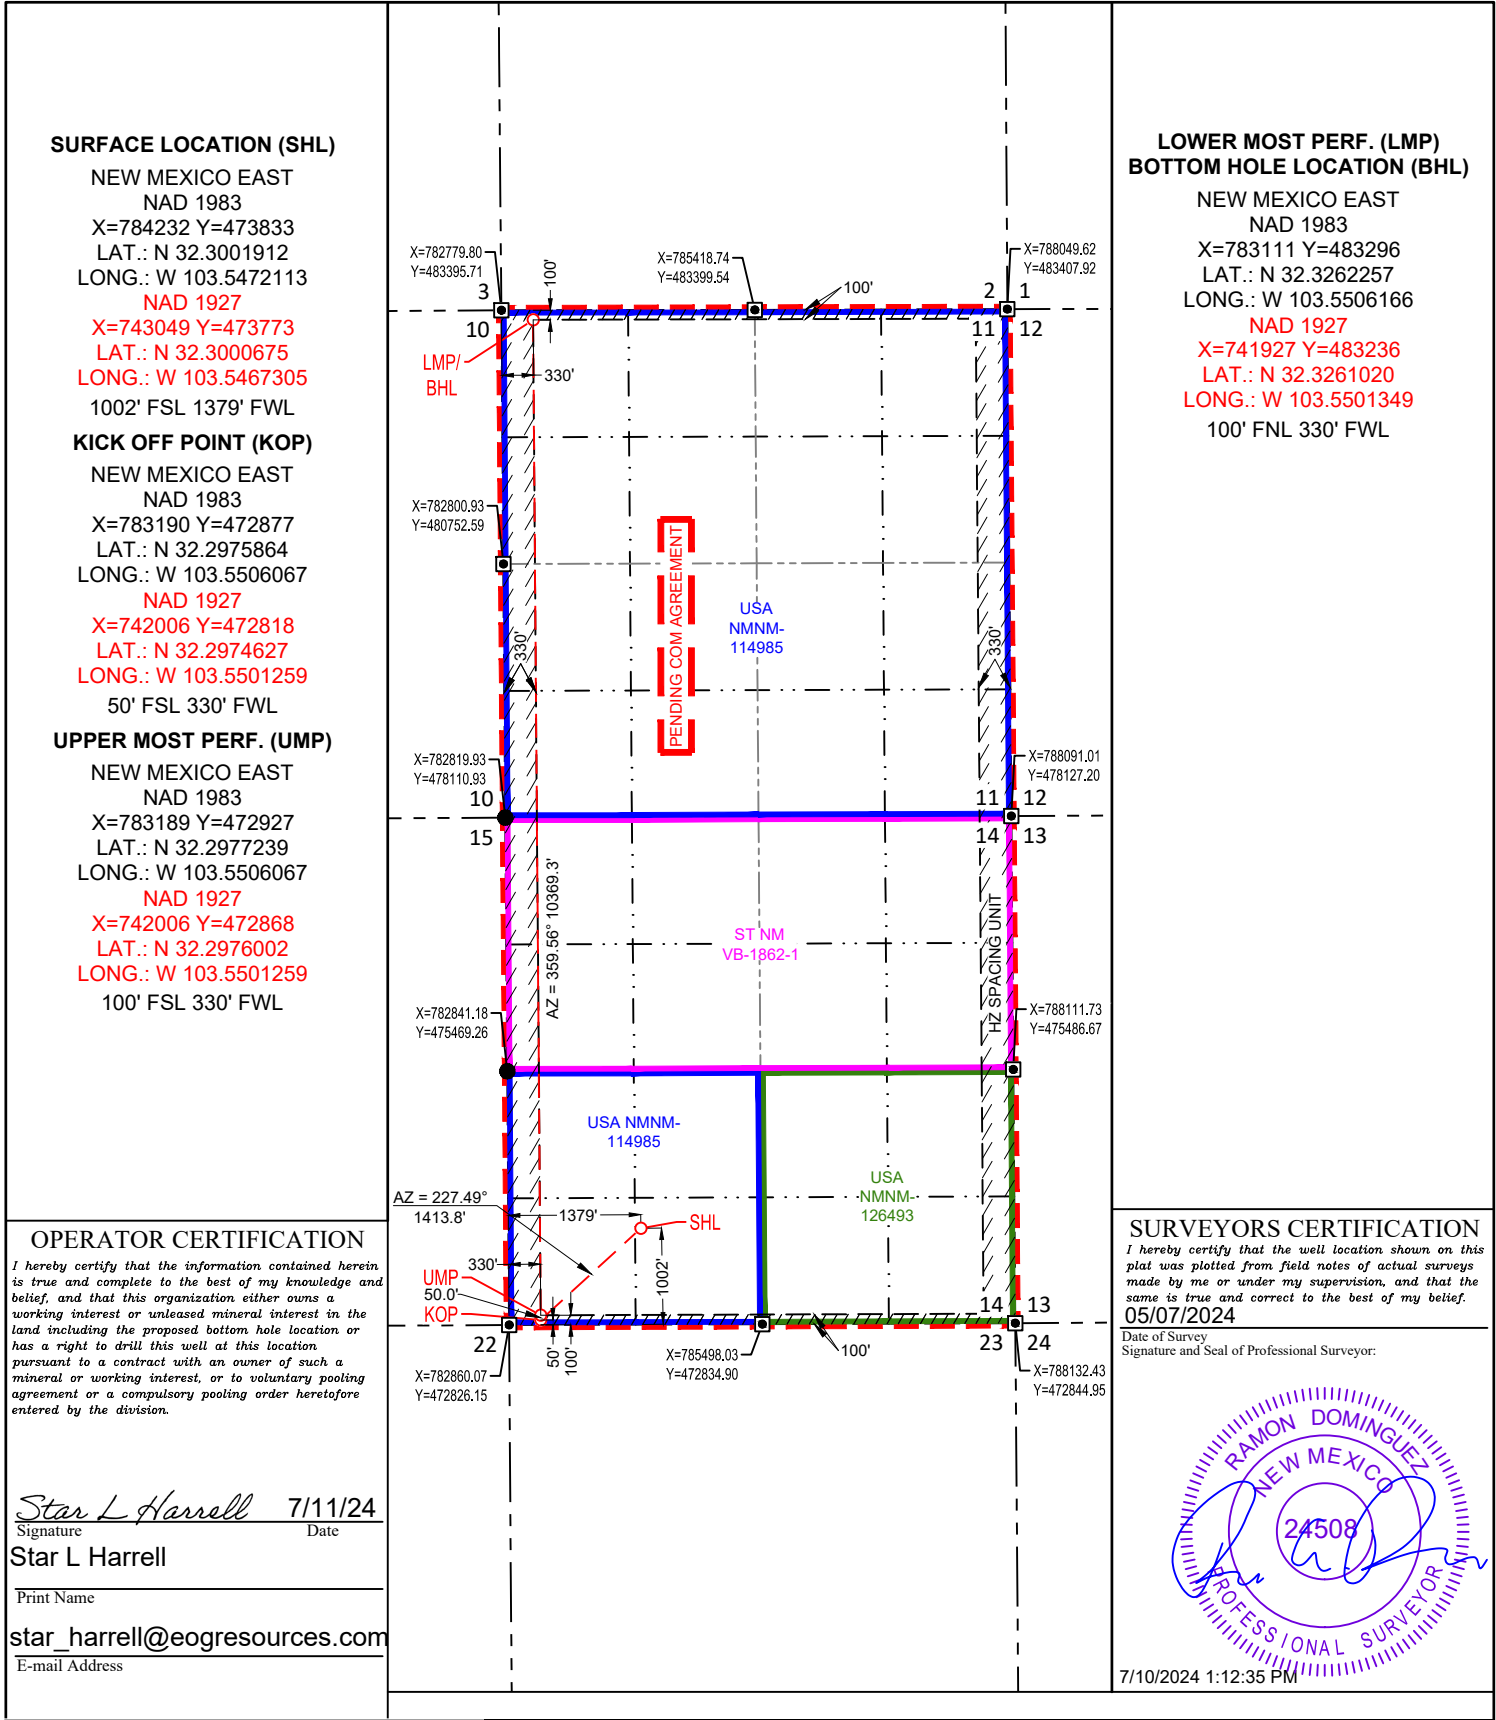 SURFACE LOCATION (SHL)
NEW MEXICO EAST
NAD 1983
X=784232 Y=473833
LAT.: N 32.3001912
LONG.: W 103.5472113
NAD 1927
X=743049 Y=473773
LAT.: N 32.3000675
LONG.: W 103.5467305
1002' FSL 1379' FWL
KICK OFF POINT (KOP)
NEW MEXICO EAST
NAD 1983
X=783190 Y=472877
LAT.: N 32.2975864
LONG.: W 103.5506067
NAD 1927
X=742006 Y=472818
LAT.: N 32.2974627
LONG.: W 103.5501259
50' FSL 330' FWL
UPPER MOST PERF. (UMP)
NEW MEXICO EAST
NAD 1983
X=783189 Y=472927
LAT.: N 32.2977239
LONG.: W 103.5506067
NAD 1927
X=742006 Y=472868
LAT.: N 32.2976002
LONG.: W 103.5501259
100' FSL 330' FWL
OPERATOR CERTIFICATION
I hereby certify that the information contained herein
is true and complete to the best of my knowledge and
belief, and that this organization either owns a
working interest or unleased mineral interest in the
land including the proposed bottom hole location or
has a right to drill this well at this location
pursuant to a contract with an owner of such a
mineral or working interest, or to voluntary pooling
agreement or a compulsory pooling order heretofore
entered by the division.
Star L Harrell 7/11/24
Signature Date
Star L Harrell
Print Name
star_harrell@eogresources.com
E-mail Address
X=782779.80
Y=483395.71
X=785418.74
Y=483399.54
X=788049.62
Y=483407.92
100'
100'
3
2
1
10
11
12
LMP/
BHL
330'
X=782800.93
Y=480752.59
PENDING COM AGREEMENT
USA
NMNM-
114985
330'
330'
X=782819.93
Y=478110.93
X=788091.01
Y=478127.20
10
11
12
15
14
13
AZ = 359.56° 10369.3'
ST NM
VB-1862-1
HZ SPACING UNIT
X=782841.18
Y=475469.26
X=788111.73
Y=475486.67
USA NMNM-
114985
USA
NMNM-
126493
AZ = 227.49°
1413.8'
1379'
SHL
330'
1002'
UMP
50.0'
KOP
14
13
22
23
24
50'
100'
100'
X=782860.07
Y=472826.15
X=785498.03
Y=472834.90
X=788132.43
Y=472844.95
LOWER MOST PERF. (LMP)
BOTTOM HOLE LOCATION (BHL)
NEW MEXICO EAST
NAD 1983
X=783111 Y=483296
LAT.: N 32.3262257
LONG.: W 103.5506166
NAD 1927
X=741927 Y=483236
LAT.: N 32.3261020
LONG.: W 103.5501349
100' FNL 330' FWL
SURVEYORS CERTIFICATION
I hereby certify that the well location shown on this
plat was plotted from field notes of actual surveys
made by me or under my supervision, and that the
same is true and correct to the best of my belief.
05/07/2024
Date of Survey
Signature and Seal of Professional Surveyor:
RAMON DOMINGUEZ
NEW MEXICO
24508
PROFESSIONAL SURVEYOR
7/10/2024 1:12:35 PM